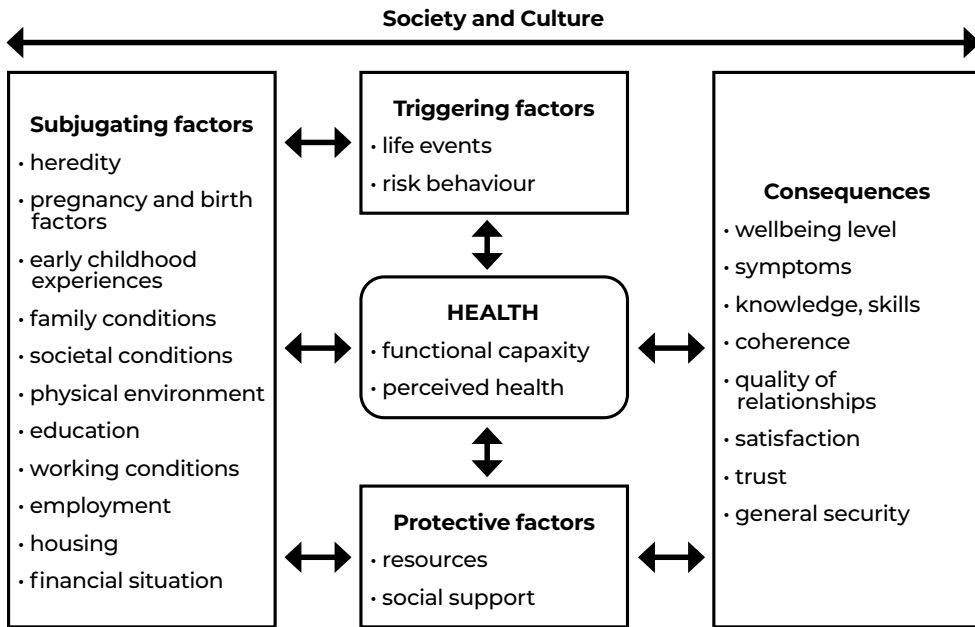 Society and Culture
Subjugating factors
· heredity
· pregnancy and birth
factors
· early childhood
experiences
· family conditions
· societal conditions
· physical environment
· education
· working conditions
· employment
· housing
· financial situation
Triggering factors
· life events
· risk behaviour
HEALTH
· functional capaxity
· perceived health
Protective factors
· resources
· social support
Consequences
· wellbeing level
· symptoms
· knowledge, skills
· coherence
· quality of
relationships
· satisfaction
· trust
· general security